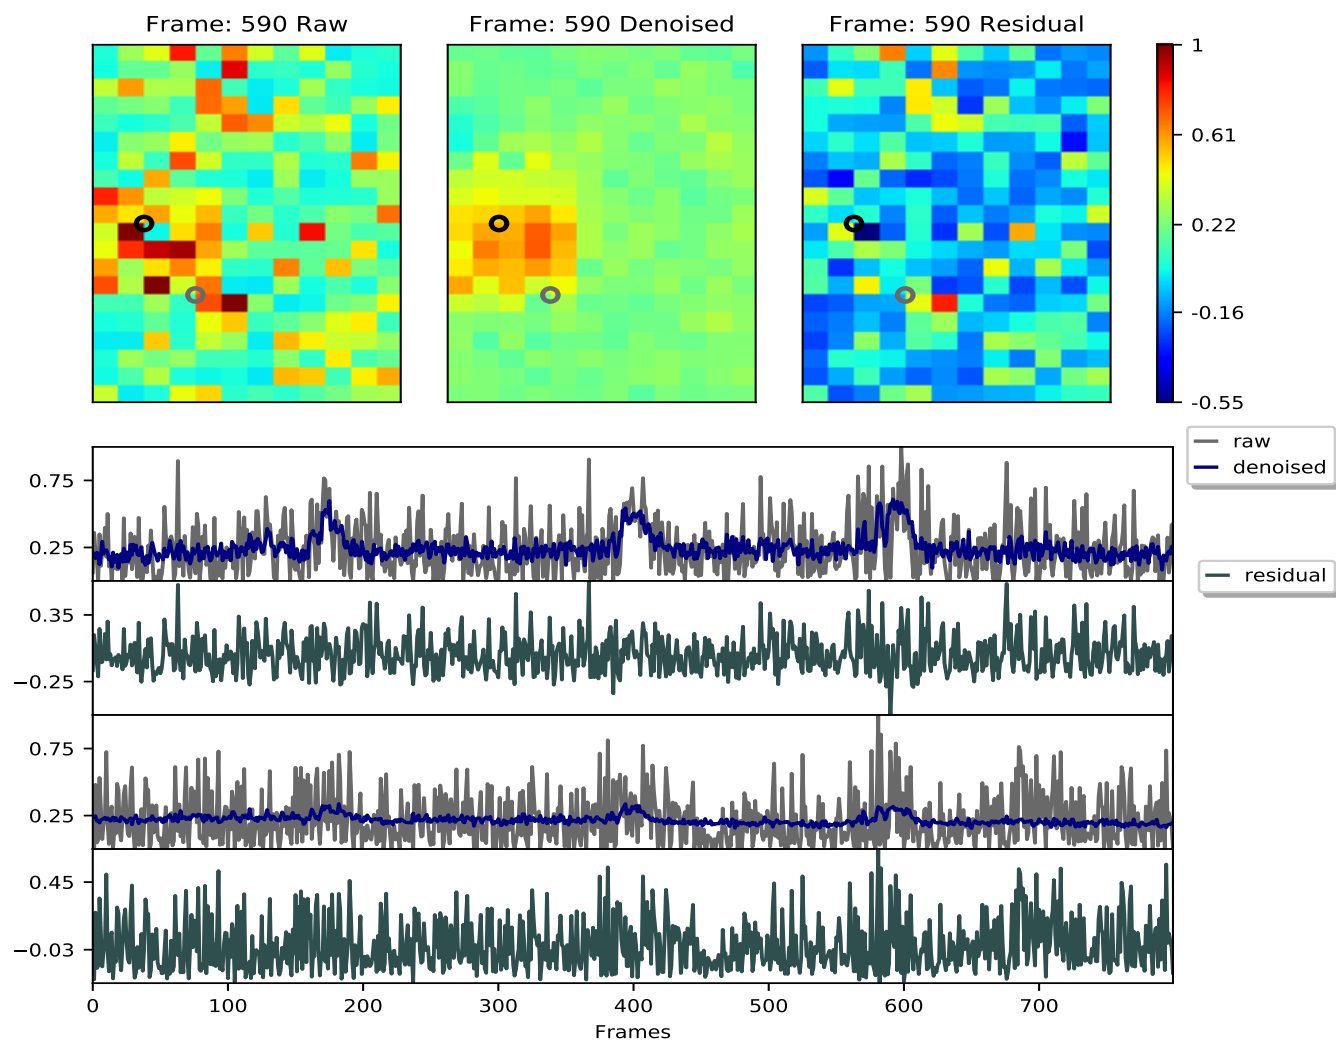 Frame: 590 Raw
Frame: 590 Denoised
Frame: 590 Residual
1
0.61
0.22
-0.16
-0.55
raw
denoised
0.75
0.25
residual
0.35
−0.25
0.75
0.25
0.45
−0.03
0 100 200 300 400 500 600 700
Frames